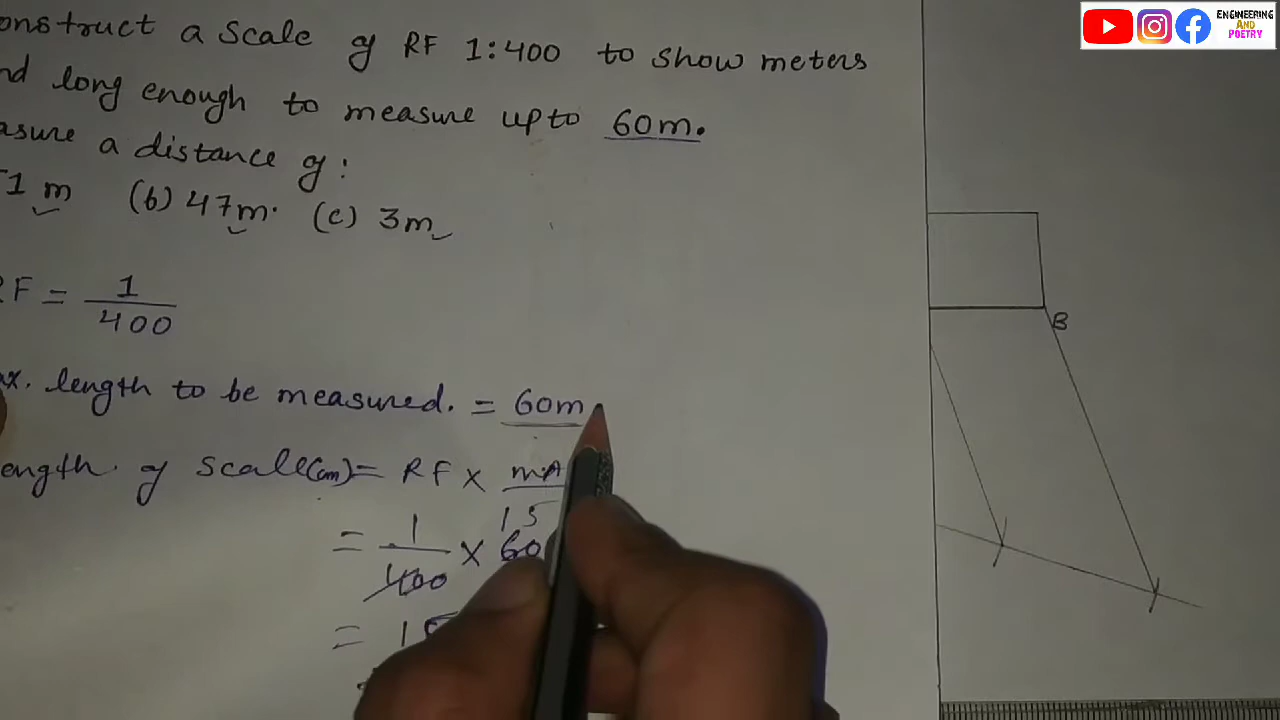 ENGINEERING
AND
POETRY
onstruct a scale of RF 1:400 to show meters
nd long enough to measure upto 60m.
asure a distance of:
1 m (b) 47m. (c) 3m
RF = 1/400
ax. length to be measured. = 60m
ength of scale(cm) = RF X
15
= 1/400 X 60
= 15
B